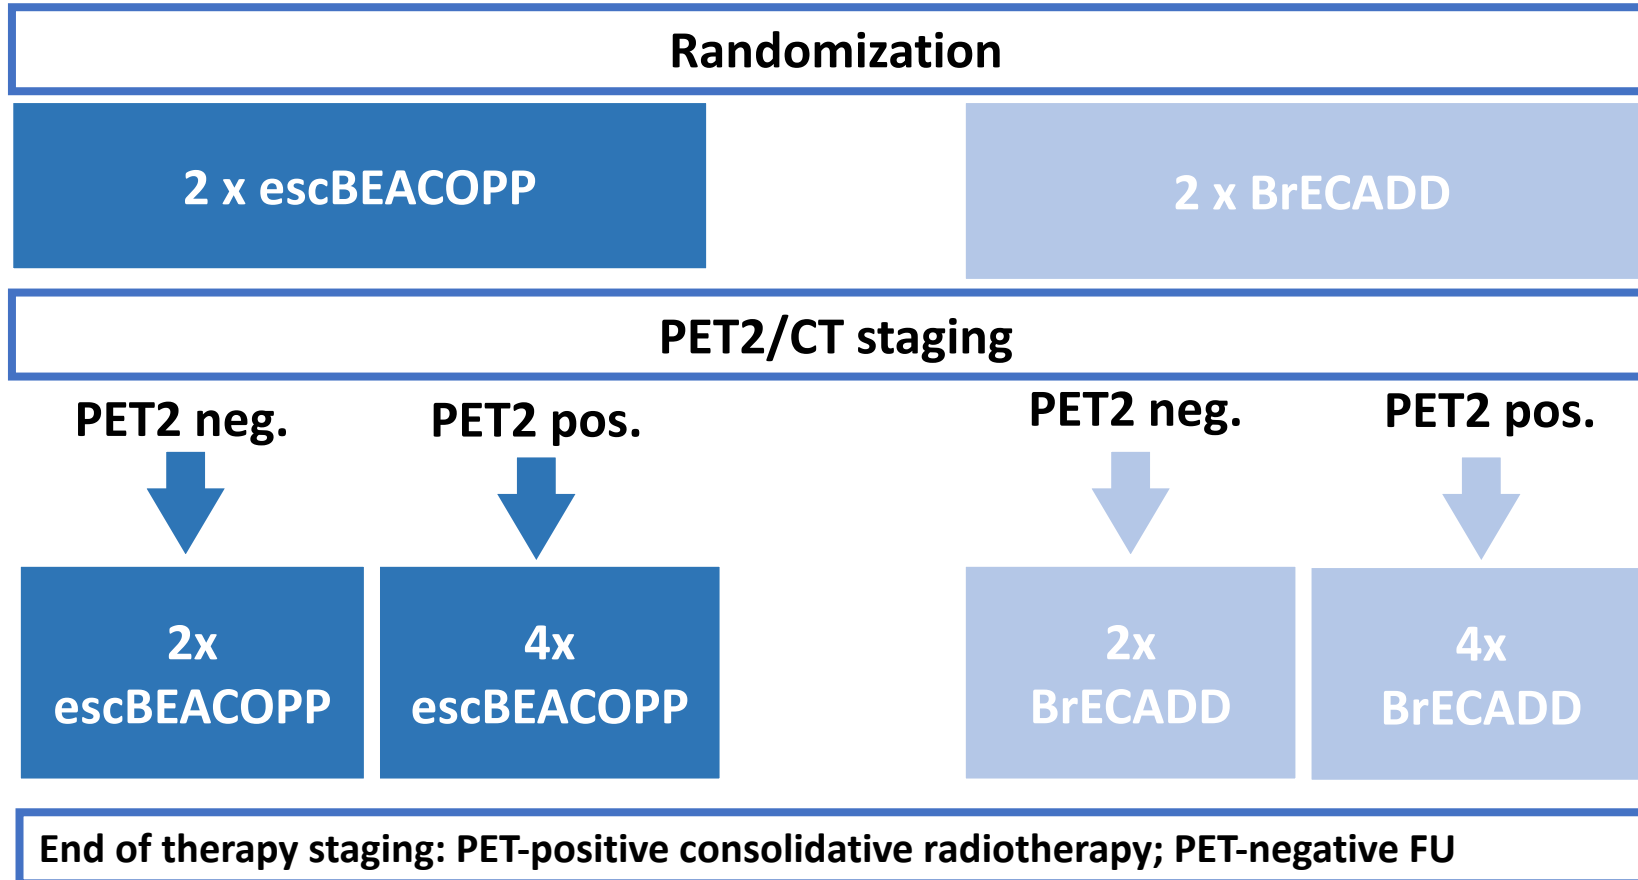 Randomization
2 x escBEACOPP
2 x BrECADD
PET2/CT staging
PET2 neg.
PET2 pos.
PET2 neg.
PET2 pos.
2x
escBEACOPP
4x
escBEACOPP
2x
BrECADD
4x
BrECADD
End of therapy staging: PET-positive consolidative radiotherapy; PET-negative FU